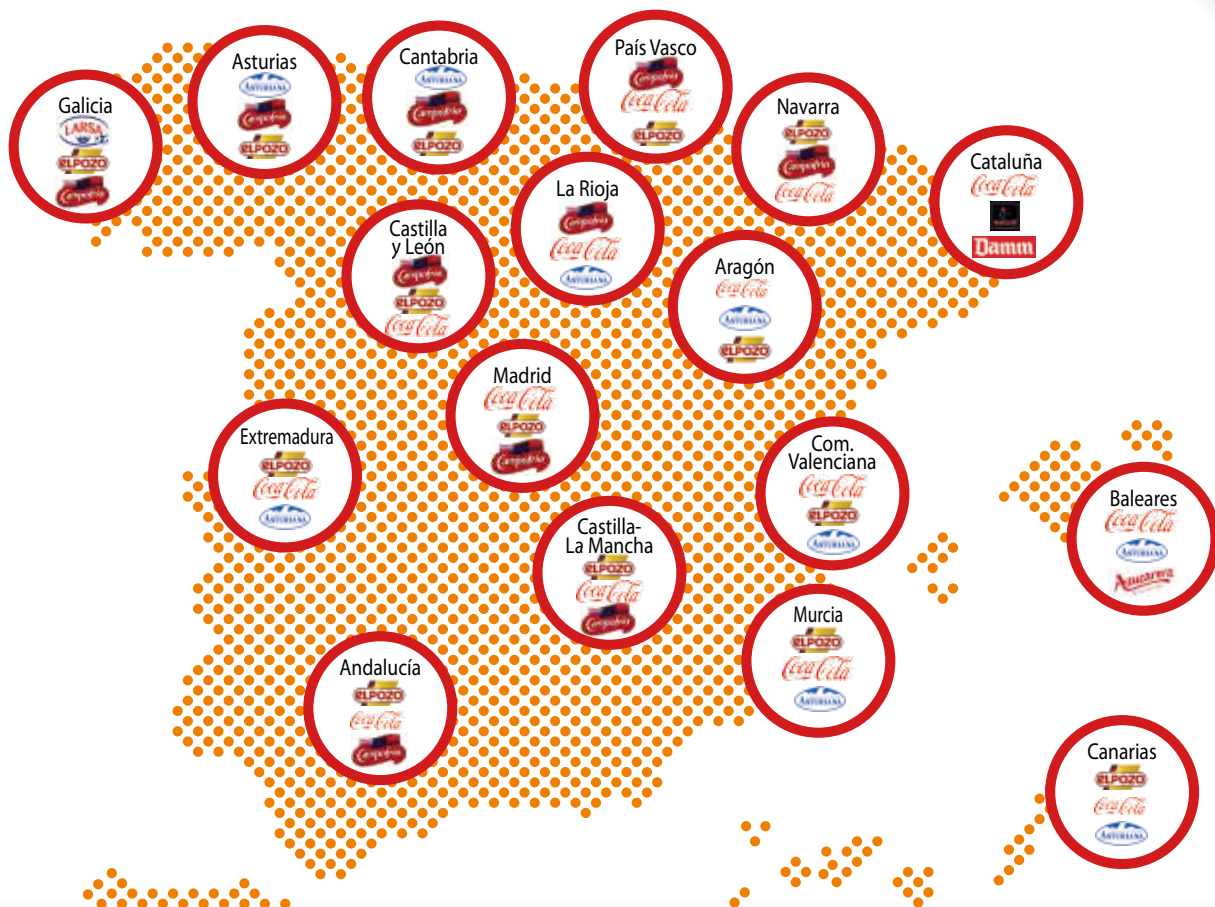 Galicia
LARSA
ELPOZO
Campofrío
Asturias
ASTURIANA
Campofrío
ELPOZO
Cantabria
ASTURIANA
Campofrío
ELPOZO
País Vasco
Campofrío
Coca-Cola
ELPOZO
Navarra
ELPOZO
Campofrío
Coca-Cola
Cataluña
Coca-Cola
Damm
La Rioja
Campofrío
Coca-Cola
ASTURIANA
Castilla
y León
Campofrío
ELPOZO
Coca-Cola
Aragón
Coca-Cola
ASTURIANA
ELPOZO
Madrid
Coca-Cola
ELPOZO
Campofrío
Extremadura
ELPOZO
Coca-Cola
ASTURIANA
Com.
Valenciana
Coca-Cola
ELPOZO
ASTURIANA
Baleares
Coca-Cola
ASTURIANA
Azucarera
Castilla-
La Mancha
ELPOZO
Coca-Cola
Campofrío
Murcia
ELPOZO
Coca-Cola
ASTURIANA
Andalucía
ELPOZO
Coca-Cola
Campofrío
Canarias
ELPOZO
Coca-Cola
ASTURIANA